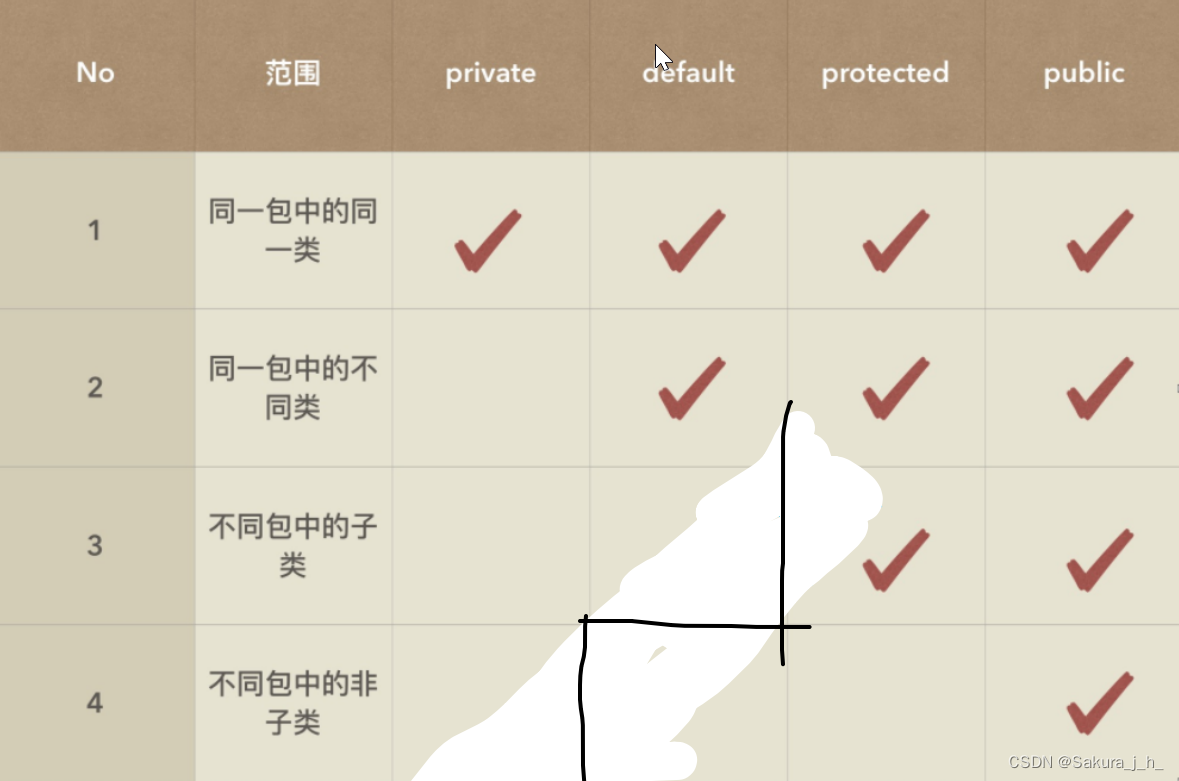 No 范围 private default protected public
1 同一包中的同
一类
2 同一包中的不
同类
3 不同包中的子
类
4 不同包中的非
子类
CSDN @Sakura_j_h_